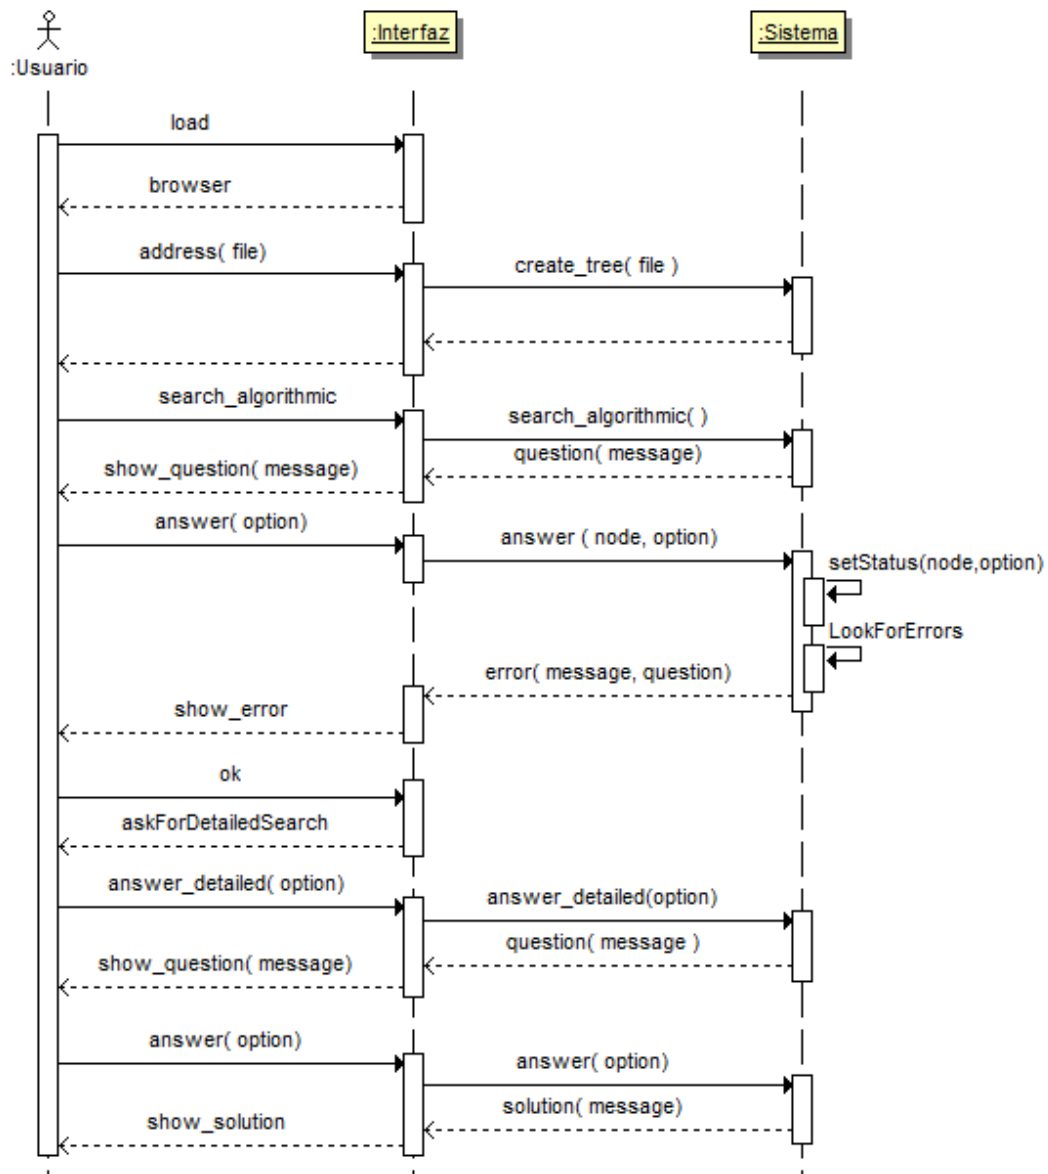 :Usuario
:Interfaz
:Sistema
load
browser
address( file)
create_tree( file )
search_algorithmic
search_algorithmic( )
show_question( message)
question( message)
answer( option)
answer ( node, option)
setStatus(node,option)
LookForErrors
error( message, question)
show_error
ok
askForDetailedSearch
answer_detailed( option)
answer_detailed(option)
question( message )
show_question( message)
answer( option)
answer( option)
solution( message)
show_solution